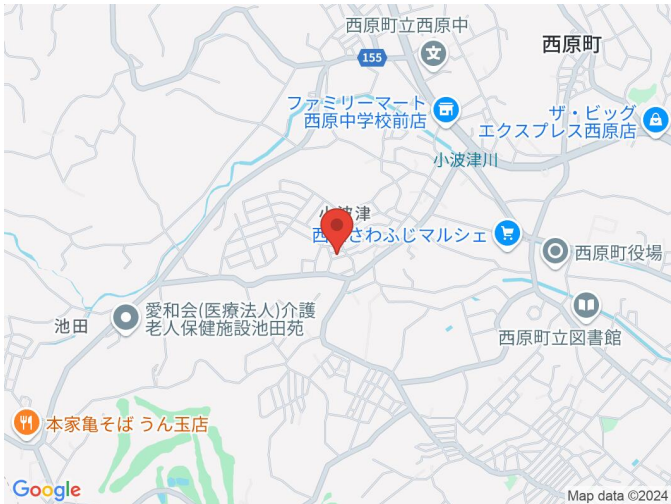 西原町立西原中
西原町
155
ファミリーマート
西原中学校前店
ザ・ビッグ
エクスプレス西原店
小波津川
小波津
さわふじマルシェ
西原町役場
愛和会(医療法人)介護
老人保健施設池田苑
池田
西原町立図書館
本家亀そば うん玉店
Google
Map data ©2024